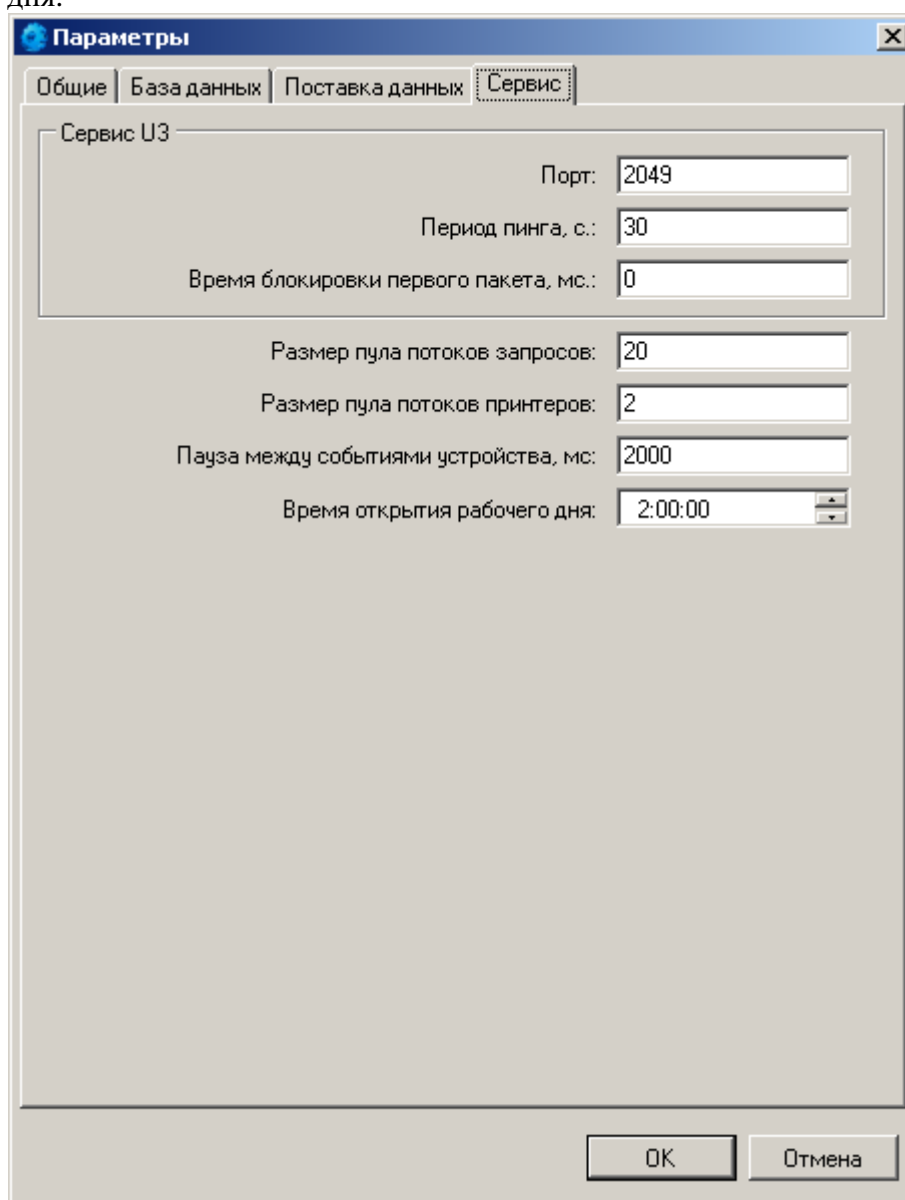 дня.
Параметры
Общие База данных Поставка данных Сервис
Сервис U3
Порт: 2049
Период пинга, с.: 30
Время блокировки первого пакета, мс.: 0
Размер пула потоков запросов: 20
Размер пула потоков принтеров: 2
Пауза между событиями устройства, мс: 2000
Время открытия рабочего дня: 2:00:00
OK Отмена